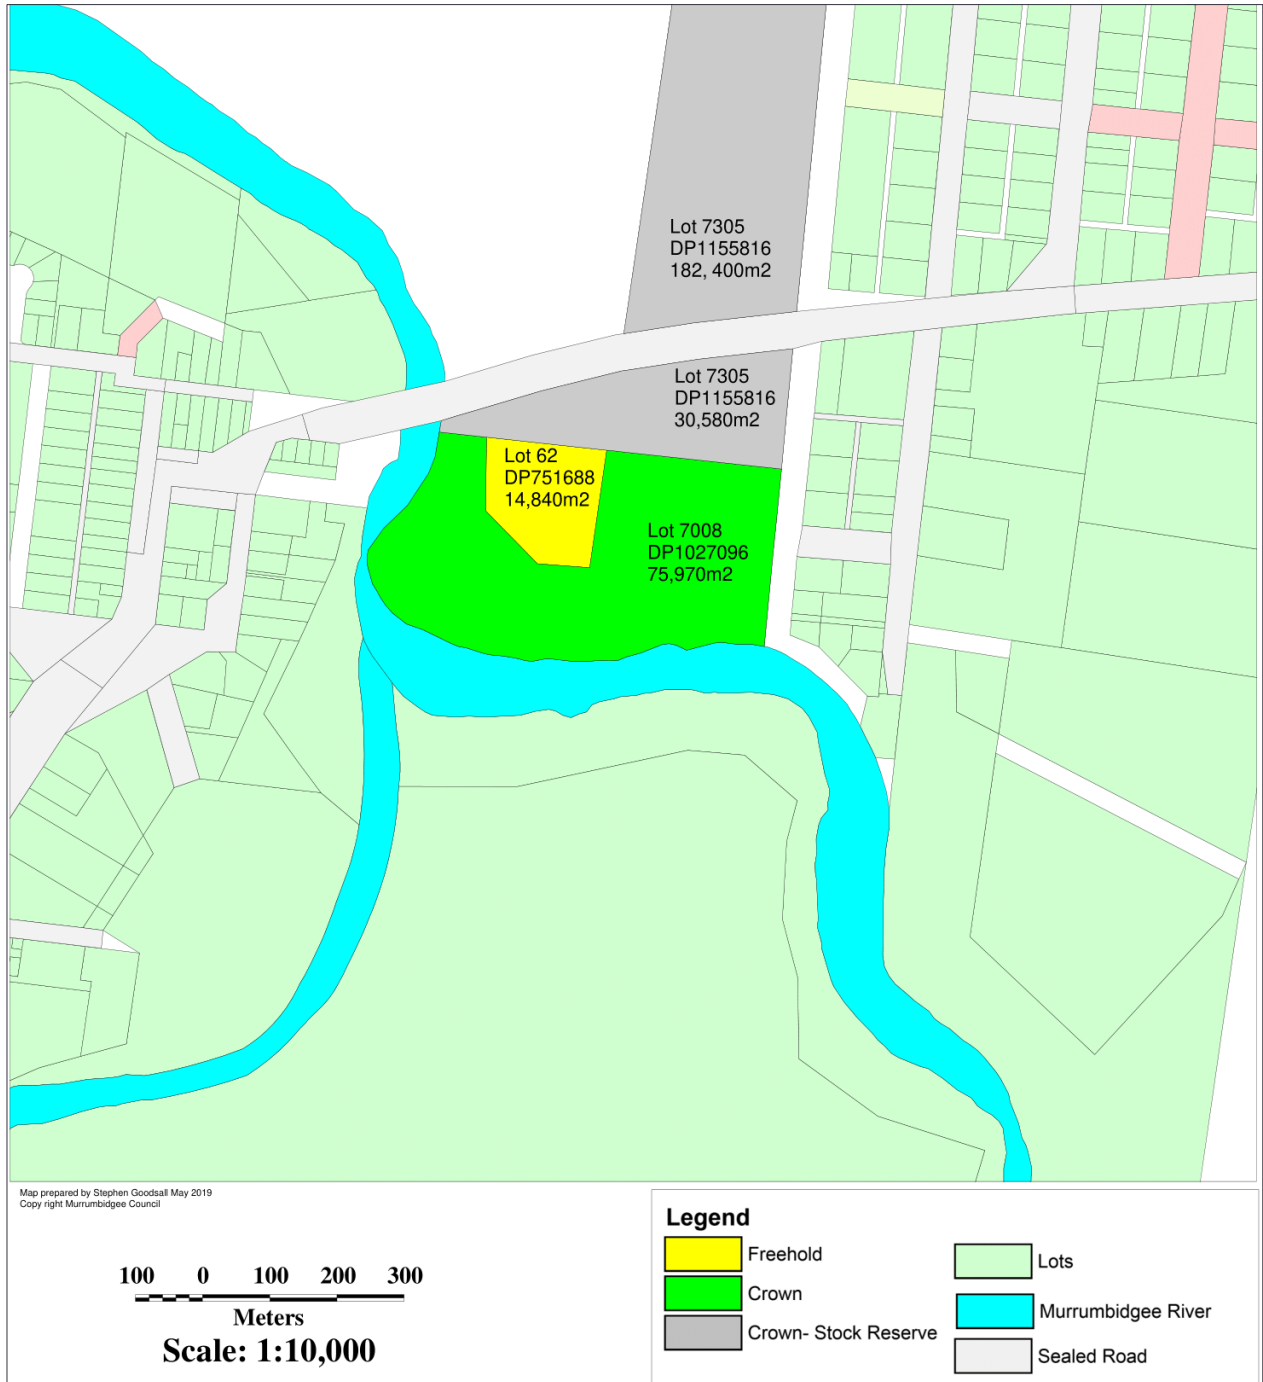 Lot 7305
DP1155816
182, 400m2
Lot 7305
DP1155816
30,580m2
Lot 62
DP751688
14,840m2
Lot 7008
DP1027096
75,970m2
Map prepared by Stephen Goodsall May 2019
Copy right Murrumbidgee Council
100 0 100 200 300
Meters
Scale: 1:10,000
Legend
Freehold
Crown
Crown- Stock Reserve
Lots
Murrumbidgee River
Sealed Road